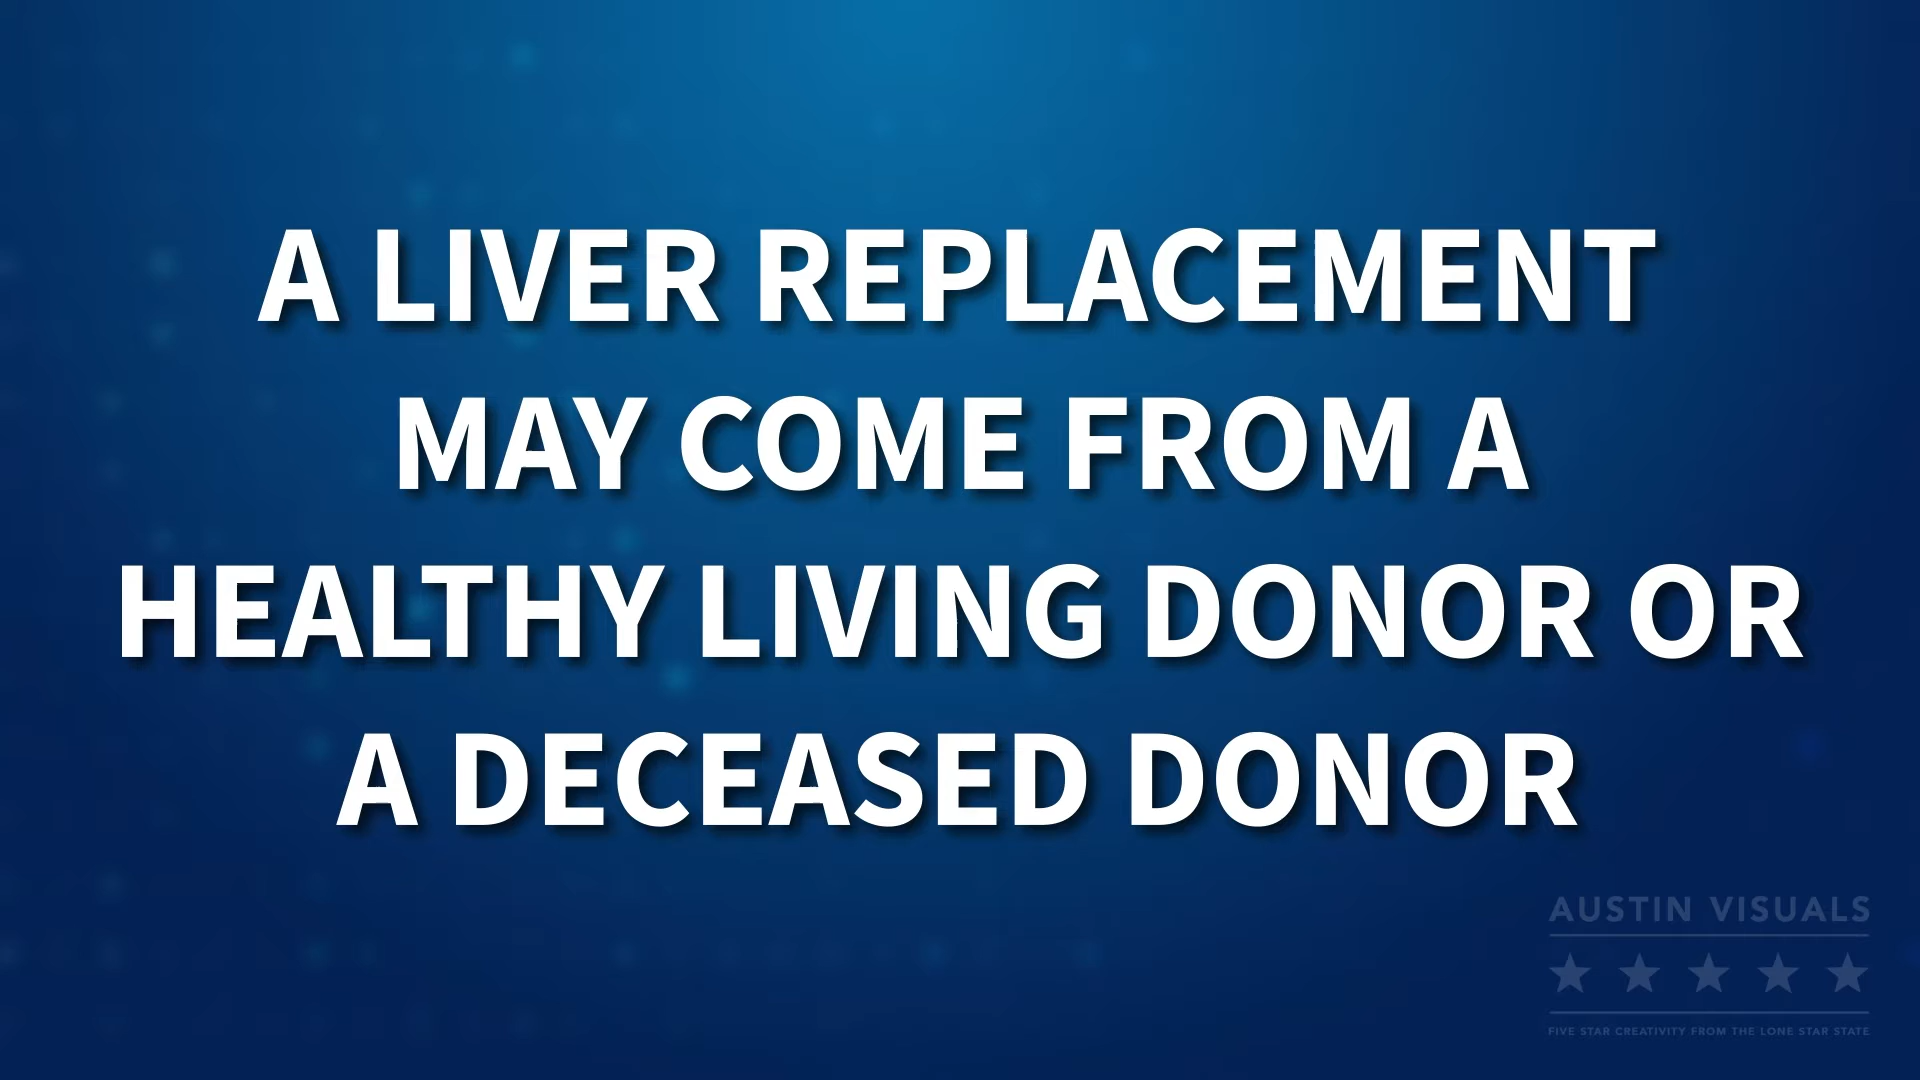 A LIVER REPLACEMENT
MAY COME FROM A
HEALTHY LIVING DONOR OR
A DECEASED DONOR
AUSTIN VISUALS
FIVE STAR CREATIVITY FROM THE LONE STAR STATE